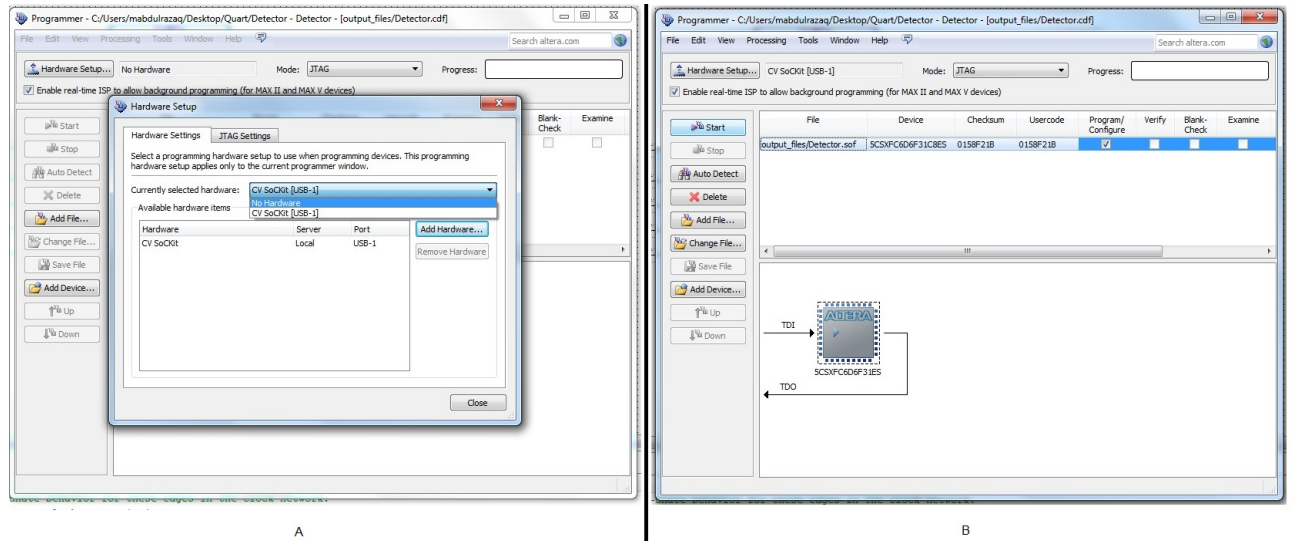 Programmer - C:/Users/mabdulrazaq/Desktop/Quart/Detector - Detector - [output_files/Detector.cdf]
File Edit View Processing Tools Window Help
Search altera.com
Hardware Setup... No Hardware Mode: JTAG Progress:
Enable real-time ISP to allow background programming (for MAX II and MAX V devices)
Start
Stop
Auto Detect
Delete
Add File...
Change File...
Save File
Add Device...
Up
Down
Blank-
Check
Examine
Hardware Setup
Hardware Settings JTAG Settings
Select a programming hardware setup to use when programming devices. This programming
hardware setup applies only to the current programmer window.
Currently selected hardware: CV SoCKit [USB-1]
No Hardware
CV SoCKit [USB-1]
Available hardware items
Hardware Server Port
CV SoCKit Local USB-1
Add Hardware...
Remove Hardware
Close
A
Programmer - C:/Users/mabdulrazaq/Desktop/Quart/Detector - Detector - [output_files/Detector.cdf]
File Edit View Processing Tools Window Help
Search altera.com
Hardware Setup... CV SoCKit [USB-1] Mode: JTAG Progress:
Enable real-time ISP to allow background programming (for MAX II and MAX V devices)
Start
Stop
Auto Detect
Delete
Add File...
Change File...
Save File
Add Device...
Up
Down
File Device Checksum Usercode Program/ Verify Blank- Examine
Configure Check
output_files/Detector.sof 5CSXFC6D6F31C8ES 0158F21B 0158F21B
TDI
ALTERA
5CSXFC6D6F31ES
TDO
B